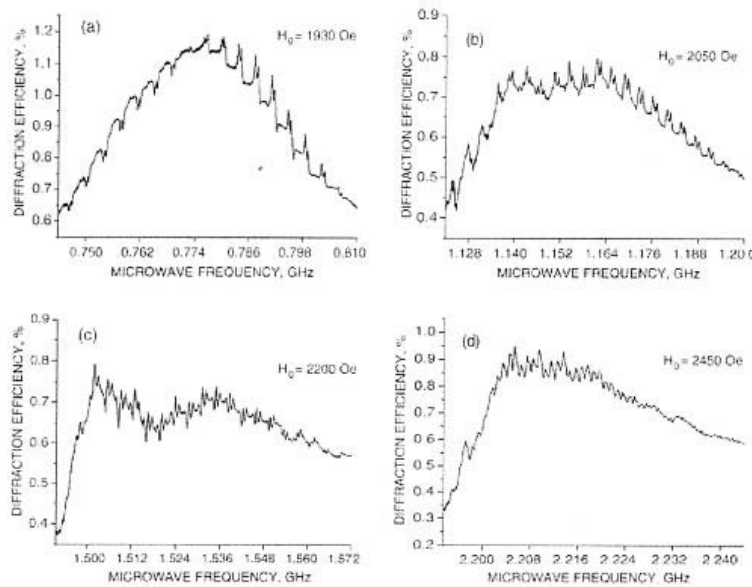 (a)
H₀ = 1930 Oe
DIFFRACTION EFFICIENCY, %
1.2
1.1
1.0
0.9
0.8
0.7
0.6
0.750 0.762 0.774 0.786 0.798 0.810
MICROWAVE FREQUENCY, GHz
(b)
H₀ = 2050 Oe
DIFFRACTION EFFICIENCY, %
0.9
0.8
0.7
0.6
0.5
0.4
1.128 1.140 1.152 1.164 1.176 1.188 1.200
MICROWAVE FREQUENCY, GHz
(c)
H₀ = 2200 Oe
DIFFRACTION EFFICIENCY, %
0.9
0.8
0.7
0.6
0.5
0.4
1.500 1.512 1.524 1.536 1.548 1.560 1.572
MICROWAVE FREQUENCY, GHz
(d)
H₀ = 2450 Oe
DIFFRACTION EFFICIENCY, %
1.0
0.9
0.8
0.7
0.6
0.5
0.4
0.3
0.2
2.200 2.208 2.216 2.224 2.232 2.240
MICROWAVE FREQUENCY, GHz